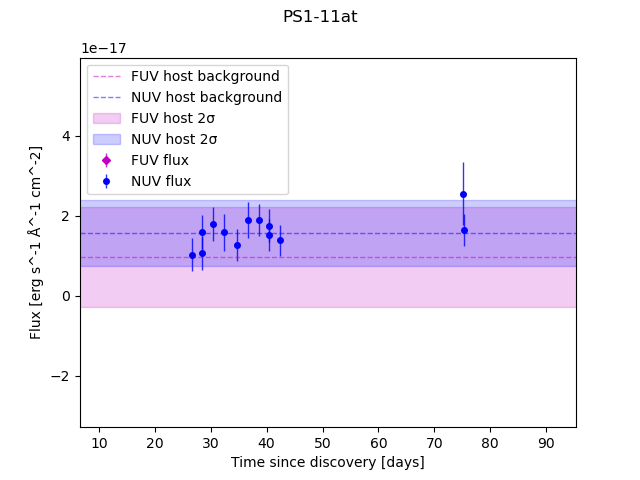 PS1-11at
1e−17
FUV host background
NUV host background
FUV host 2σ
NUV host 2σ
FUV flux
NUV flux
4
2
0
−2
Flux [erg s^-1 Å^-1 cm^-2]
10 20 30 40 50 60 70 80 90
Time since discovery [days]